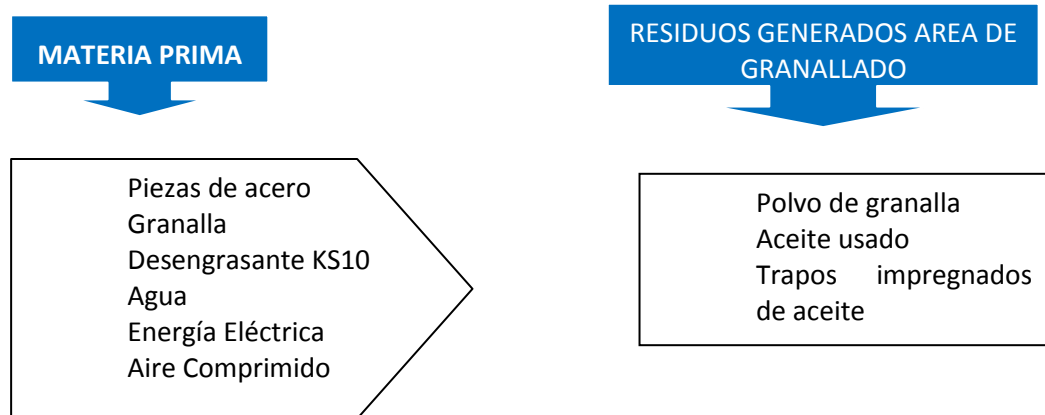 MATERIA PRIMA
Piezas de acero
Granalla
Desengrasante KS10
Agua
Energía Eléctrica
Aire Comprimido
RESIDUOS GENERADOS AREA DE
GRANALLADO
Polvo de granalla
Aceite usado
Trapos impregnados
de aceite